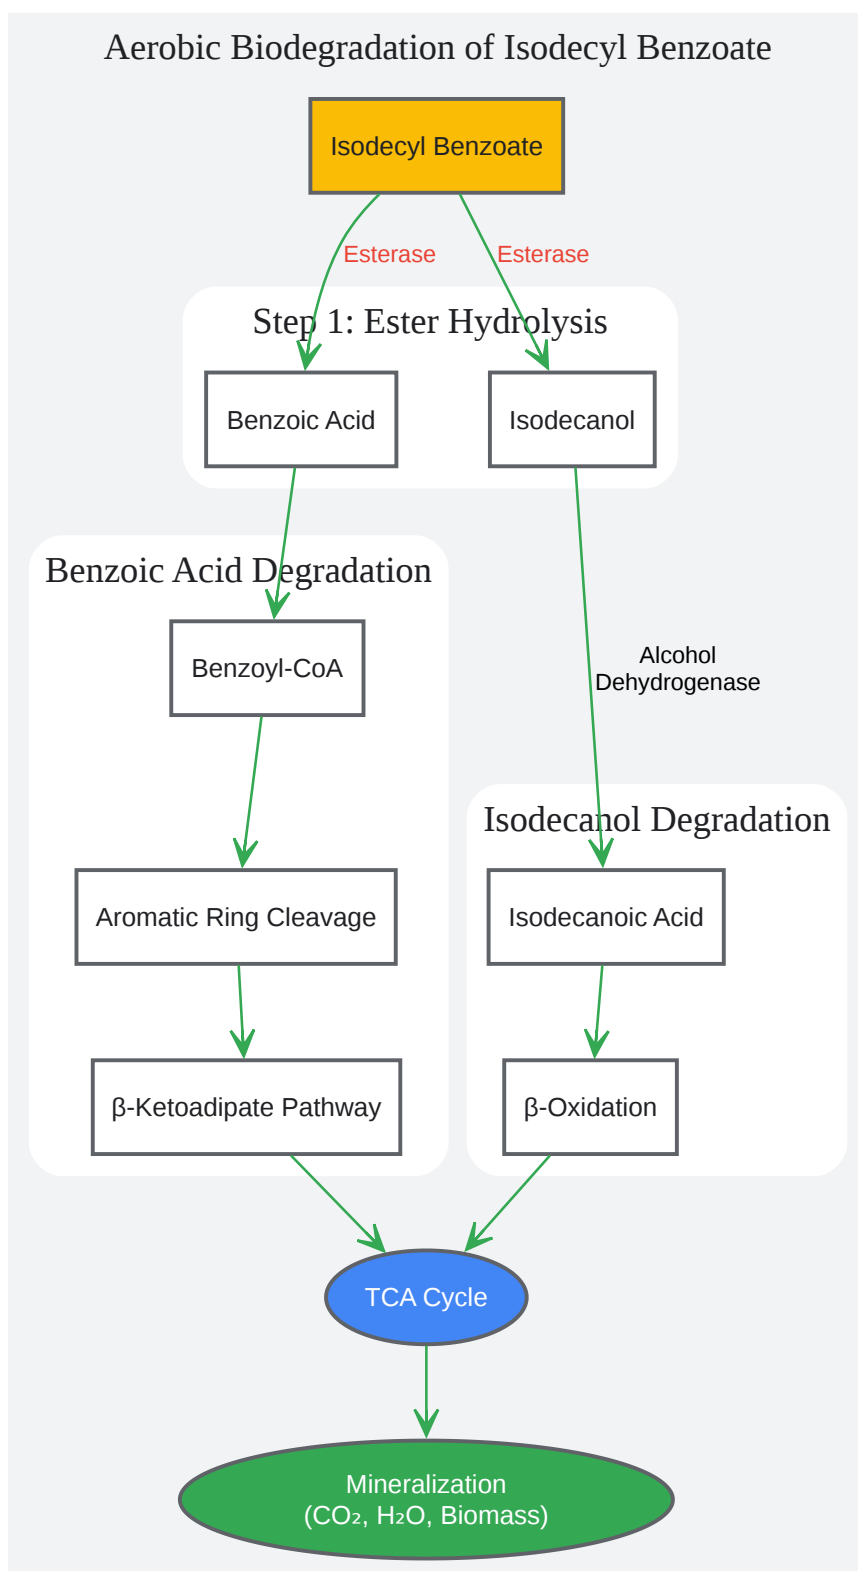 Aerobic Biodegradation of Isodecyl Benzoate
Isodecyl Benzoate
Esterase
Esterase
Step 1: Ester Hydrolysis
Benzoic Acid
Isodecanol
Benzoic Acid Degradation
Benzoyl-CoA
Alcohol
Dehydrogenase
Isodecanol Degradation
Aromatic Ring Cleavage
Isodecanoic Acid
β-Ketoadipate Pathway
β-Oxidation
TCA Cycle
Mineralization
(CO₂, H₂O, Biomass)